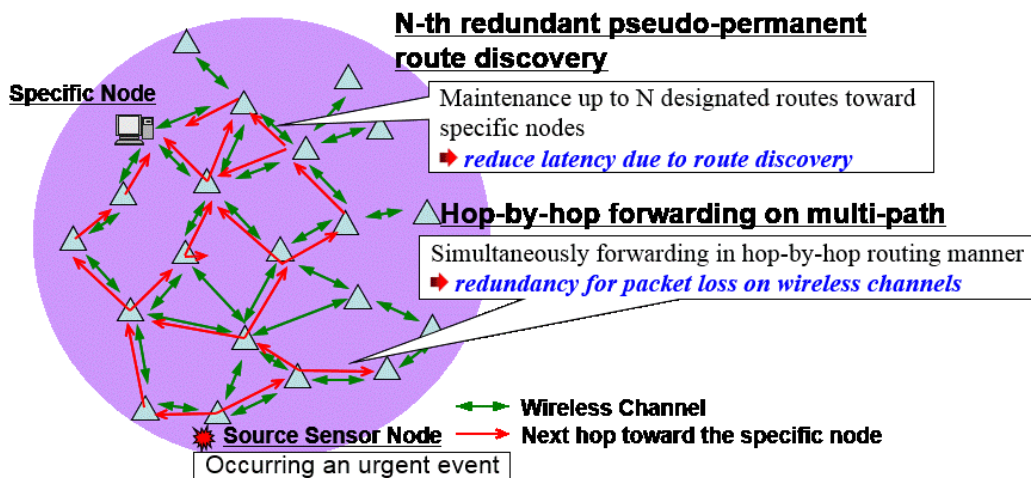 N-th redundant pseudo-permanent
route discovery
Specific Node
Maintenance up to N designated routes toward
specific nodes
reduce latency due to route discovery
Hop-by-hop forwarding on multi-path
Simultaneously forwarding in hop-by-hop routing manner
redundancy for packet loss on wireless channels
Wireless Channel
Source Sensor Node
Next hop toward the specific node
Occurring an urgent event